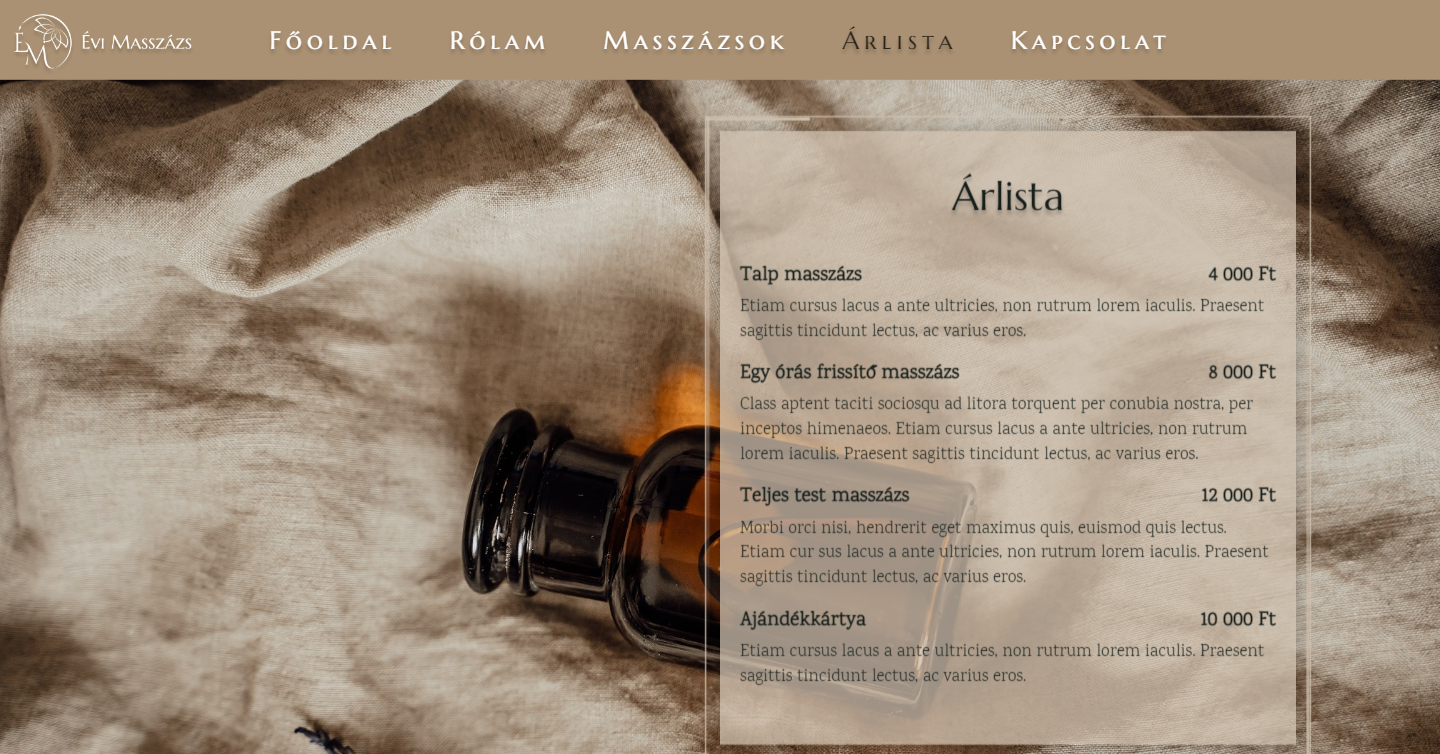 ÉM Évi Masszázs Főoldal Rólam Masszázsok Árlista Kapcsolat
Árlista
Talp masszázs 4 000 Ft
Etiam cursus lacus a ante ultricies, non rutrum lorem iaculis. Praesent
sagittis tincidunt lectus, ac varius eros.
Egy órás frissítő masszázs 8 000 Ft
Class aptent taciti sociosqu ad litora torquent per conubia nostra, per
inceptos himenaeos. Etiam cursus lacus a ante ultricies, non rutrum
lorem iaculis. Praesent sagittis tincidunt lectus, ac varius eros.
Teljes test masszázs 12 000 Ft
Morbi orci nisi, hendrerit eget maximus quis, euismod quis lectus.
Etiam cur sus lacus a ante ultricies, non rutrum lorem iaculis. Praesent
sagittis tincidunt lectus, ac varius eros.
Ajándékkártya 10 000 Ft
Etiam cursus lacus a ante ultricies, non rutrum lorem iaculis. Praesent
sagittis tincidunt lectus, ac varius eros.